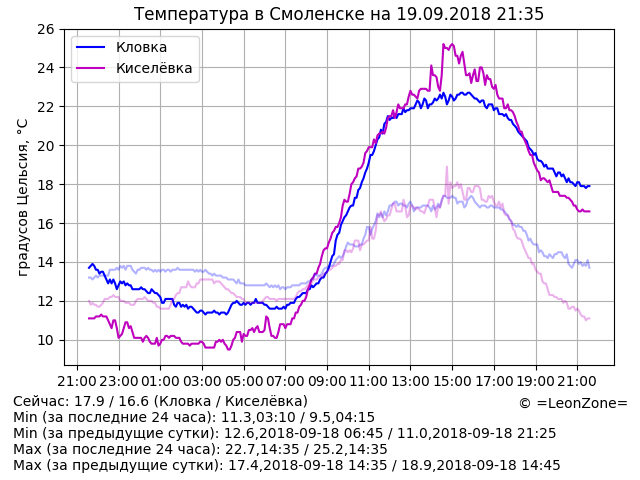 Температура в Смоленске на 19.09.2018 21:35
Кловка
Киселёвка
градусов Цельсия, °C
26
24
22
20
18
16
14
12
10
21:00 23:00 01:00 03:00 05:00 07:00 09:00 11:00 13:00 15:00 17:00 19:00 21:00
Сейчас: 17.9 / 16.6 (Кловка / Киселёвка)
© =LeonZone=
Min (за последние 24 часа): 11.3,03:10 / 9.5,04:15
Min (за предыдущие сутки): 12.6,2018-09-18 06:45 / 11.0,2018-09-18 21:25
Max (за последние 24 часа): 22.7,14:35 / 25.2,14:35
Max (за предыдущие сутки): 17.4,2018-09-18 14:35 / 18.9,2018-09-18 14:45